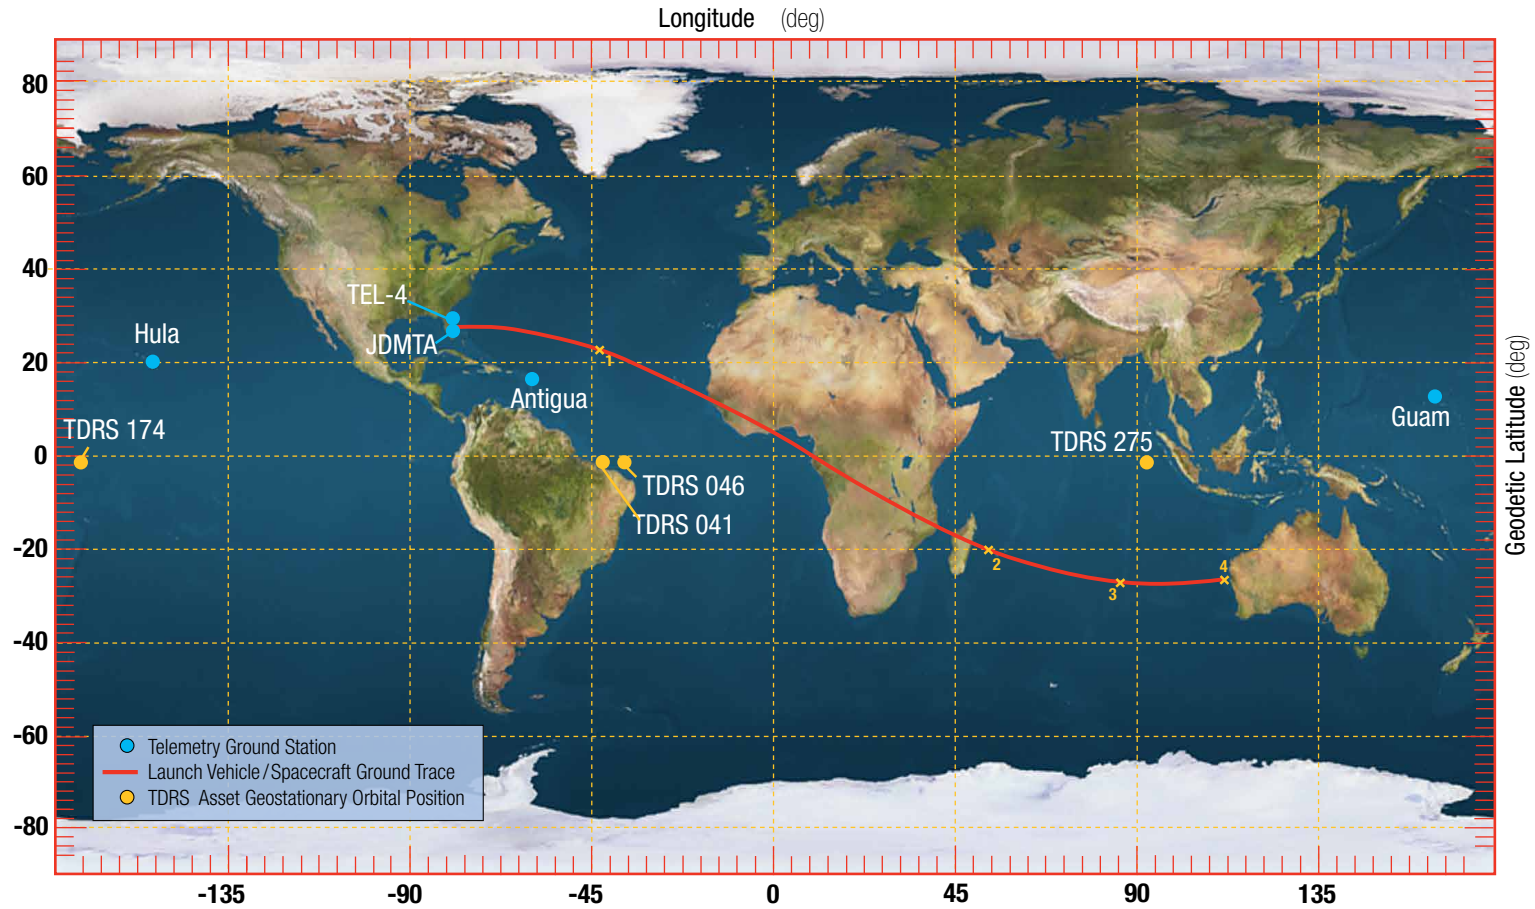 Longitude (deg)
80
60
40
20
0
-20
-40
-60
-80
TEL-4
JDMTA
Hula
Antigua
Guam
TDRS 174
TDRS 275
TDRS 046
TDRS 041
1
2
3
4
Geodetic Latitude (deg)
Telemetry Ground Station
Launch Vehicle/Spacecraft Ground Trace
TDRS Asset Geostationary Orbital Position
-135
-90
-45
0
45
90
135